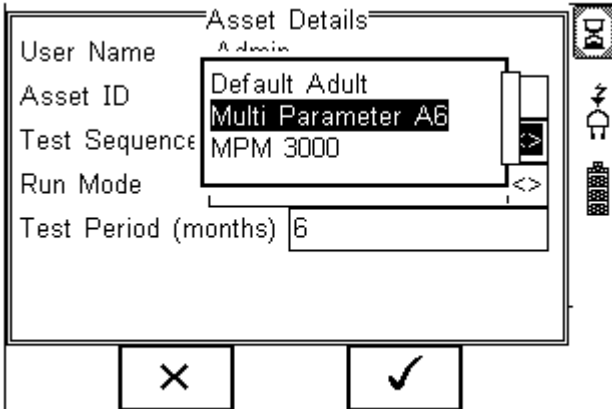 Asset Details
User Name Admin
Asset ID
Default Adult
Multi Parameter A6
MPM 3000
Test Sequence <>
Run Mode <>
Test Period (months) 6